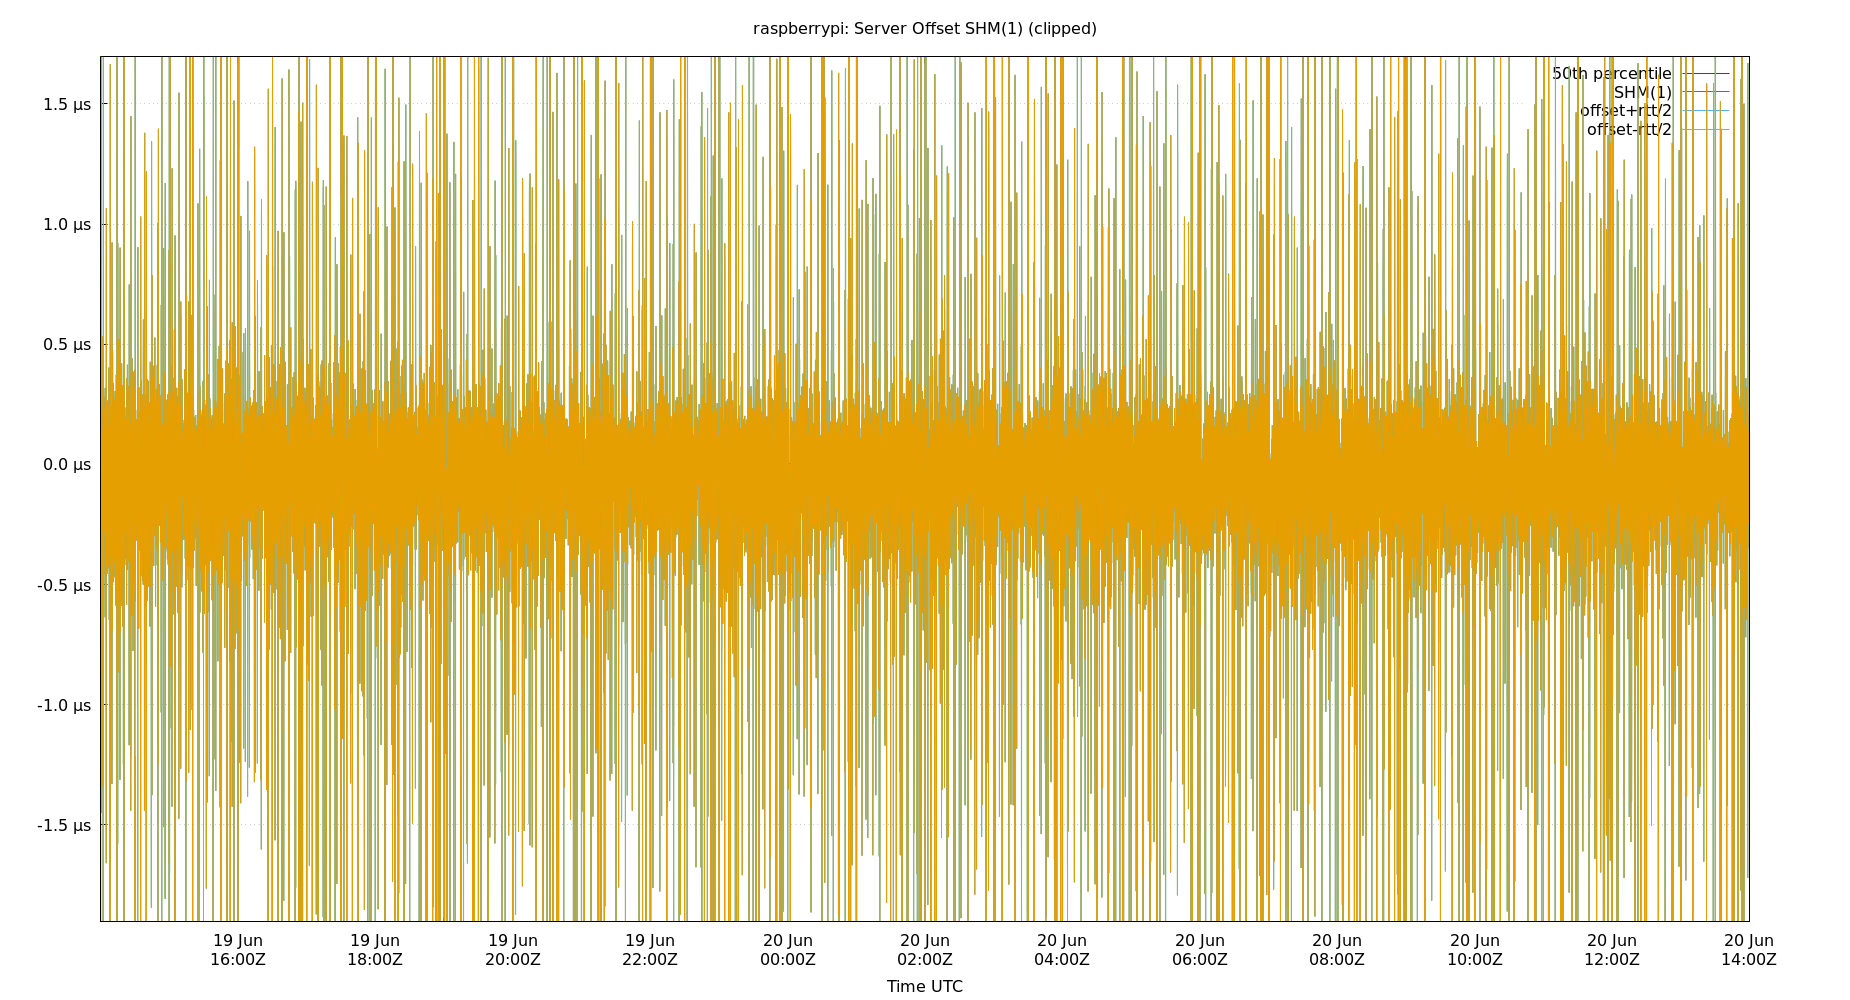 raspberrypi: Server Offset SHM(1) (clipped)
50th percentile
SHM(1)
offset+rtt/2
offset-rtt/2
1.5 µs
1.0 µs
0.5 µs
0.0 µs
-0.5 µs
-1.0 µs
-1.5 µs
19 Jun 19 Jun 19 Jun 19 Jun 20 Jun 20 Jun 20 Jun 20 Jun 20 Jun 20 Jun 20 Jun 20 Jun
16:00Z 18:00Z 20:00Z 22:00Z 00:00Z 02:00Z 04:00Z 06:00Z 08:00Z 10:00Z 12:00Z 14:00Z
Time UTC